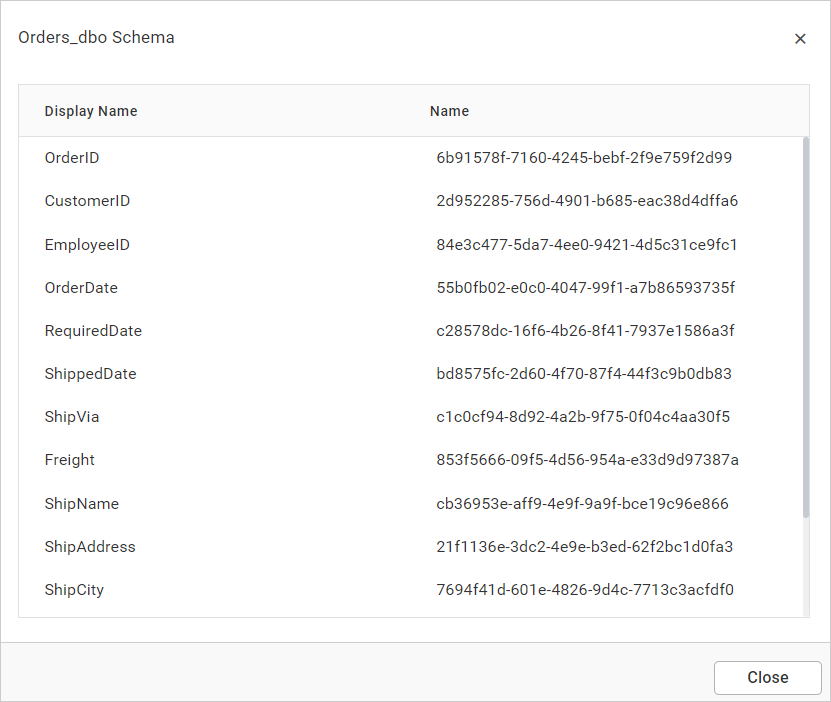 Orders_dbo Schema
Display Name Name
OrderID 6b91578f-7160-4245-bebf-2f9e759f2d99
CustomerID 2d952285-756d-4901-b685-eac38d4dffa6
EmployeeID 84e3c477-5da7-4ee0-9421-4d5c31ce9fc1
OrderDate 55b0fb02-e0c0-4047-99f1-a7b86593735f
RequiredDate c28578dc-16f6-4b26-8f41-7937e1586a3f
ShippedDate bd8575fc-2d60-4f70-87f4-44f3c9b0db83
ShipVia c1c0cf94-8d92-4a2b-9f75-0f04c4aa30f5
Freight 853f5666-09f5-4d56-954a-e33d9d97387a
ShipName cb36953e-aff9-4e9f-9a9f-bce19c96e866
ShipAddress 21f1136e-3dc2-4e9e-b3ed-62f2bc1d0fa3
ShipCity 7694f41d-601e-4826-9d4c-7713c3acfdf0
Close